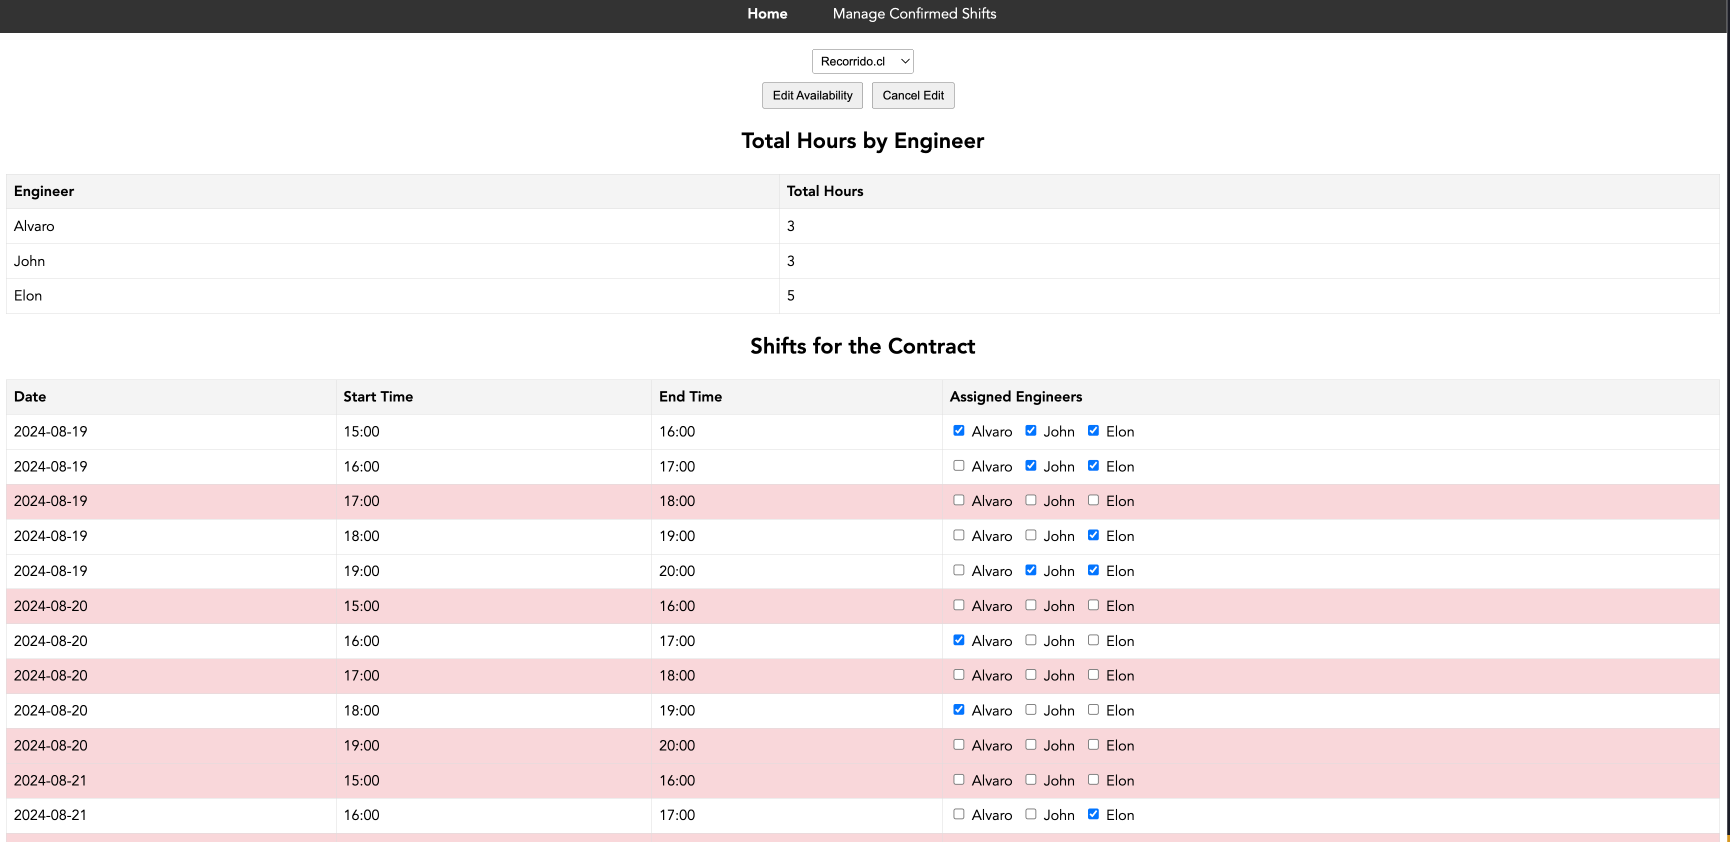 Home Manage Confirmed Shifts
Recorrido.cl
Edit Availability Cancel Edit
Total Hours by Engineer
Engineer Total Hours
Alvaro 3
John 3
Elon 5
Shifts for the Contract
Date Start Time End Time Assigned Engineers
2024-08-19 15:00 16:00 Alvaro John Elon
2024-08-19 16:00 17:00 Alvaro John Elon
2024-08-19 17:00 18:00 Alvaro John Elon
2024-08-19 18:00 19:00 Alvaro John Elon
2024-08-19 19:00 20:00 Alvaro John Elon
2024-08-20 15:00 16:00 Alvaro John Elon
2024-08-20 16:00 17:00 Alvaro John Elon
2024-08-20 17:00 18:00 Alvaro John Elon
2024-08-20 18:00 19:00 Alvaro John Elon
2024-08-20 19:00 20:00 Alvaro John Elon
2024-08-21 15:00 16:00 Alvaro John Elon
2024-08-21 16:00 17:00 Alvaro John Elon